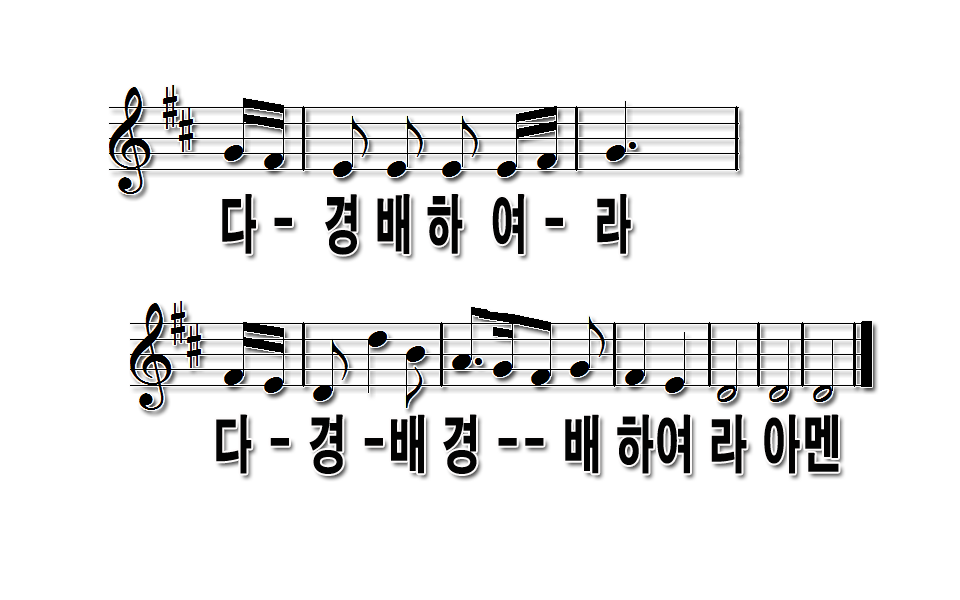 다 - 경 배 하 여 - 라
다 - 경 - 배 경 - - 배 하 여 라 아멘